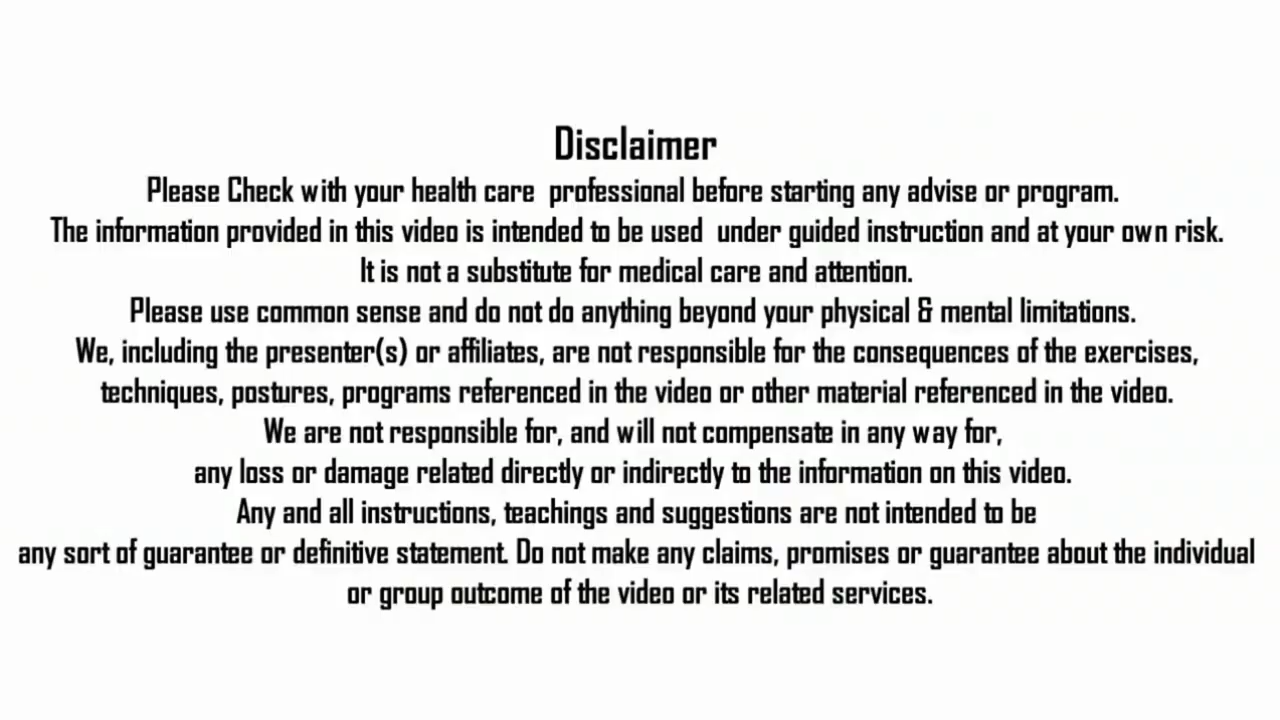 Disclaimer
Please Check with your health care professional before starting any advise or program.
The information provided in this video is intended to be used under guided instruction and at your own risk.
It is not a substitute for medical care and attention.
Please use common sense and do not do anything beyond your physical & mental limitations.
We, including the presenter(s) or affiliates, are not responsible for the consequences of the exercises,
techniques, postures, programs referenced in the video or other material referenced in the video.
We are not responsible for, and will not compensate in any way for,
any loss or damage related directly or indirectly to the information on this video.
Any and all instructions, teachings and suggestions are not intended to be
any sort of guarantee or definitive statement. Do not make any claims, promises or guarantee about the individual
or group outcome of the video or its related services.